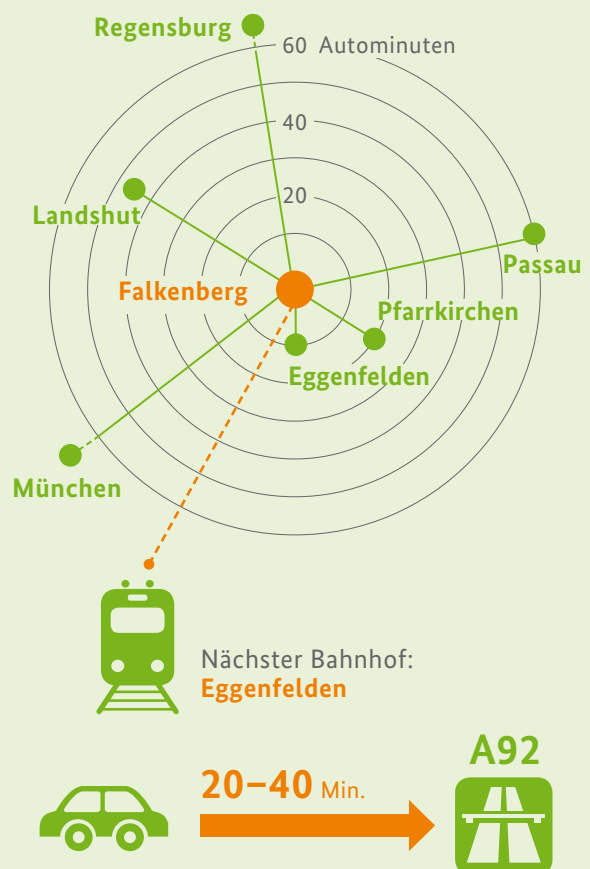 Regensburg
60 Autominuten
40
20
Landshut
Passau
Falkenberg
Pfarrkirchen
Eggenfelden
München
Nächster Bahnhof:
Eggenfelden
A92
20–40 Min.